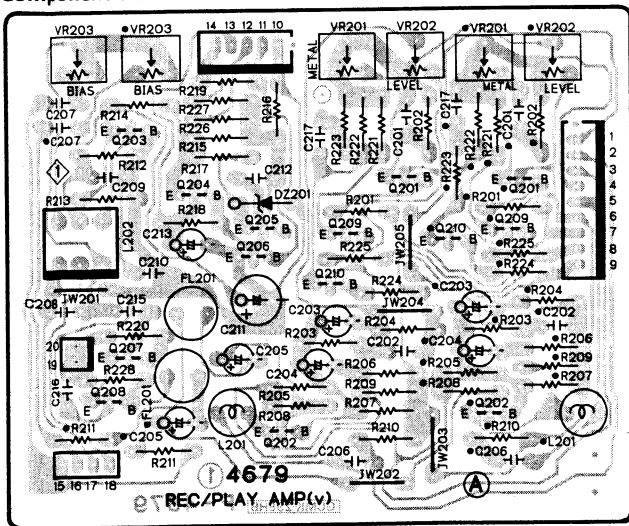 VR203 •VR203 14 13 12 11 10 VR201 VR202 •VR201 •VR202
METAL
BIAS BIAS LEVEL METAL LEVEL
R219
C207 R214 R227 R216 C217 R223 R222 R221 C201 R202 C217 R222 R221 C201 R202
R226
•C207 E B R215 1
Q203 2
R212 R217 C212 R223 3
1 C209 Q204 DZ201 E B E B 4
R213 E B Q201 R201 Q201 5
R218 Q205 R201 Q209 6
C213 E B Q209 JW205 Q210 E B 7
L202 Q206 E B E B R225 8
C210 E B R225 R224 9
FL201 Q210
E B R224 C203 R204
JW201 JW204
C208 C215 C211 C203 R204 R203 C202
R220 R203 C202 C204 R206
20 Q207 C205 R205
19 E B R206 R209
R228 C204 R209 R208 R207
C216 Q208 R205
E B FL201 R208 R207 Q202
R211 E B R210 E B
C205 L201 Q202 R210 L201
R211 C206 JW203 Q206
15 16 17 18 1 4679 JW202 A
REC/PLAY AMP(v)